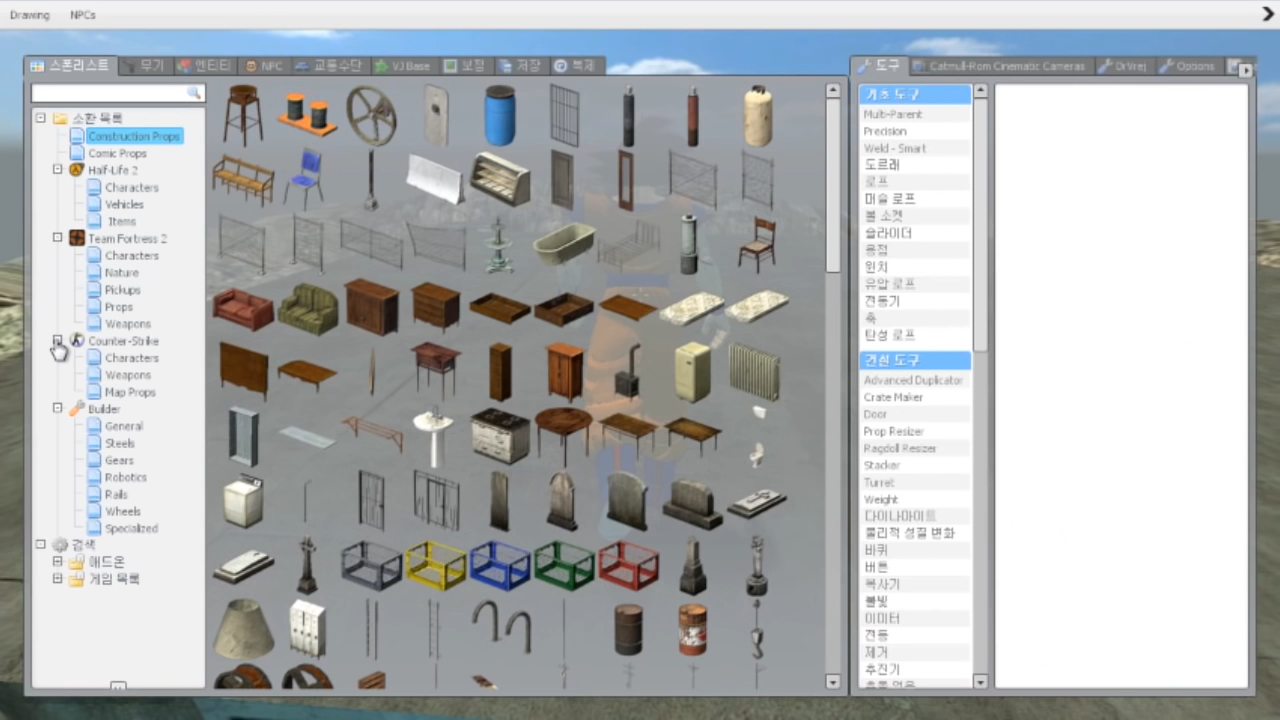 Drawing NPCs
스폰리스트 무기 엔티티 NPC 교통수단 VJ Base 보정 저장 복제
도구 Catmull-Rom Cinematic Cameras DrVrej Options
소환 목록
Construction Props
Comic Props
Half-Life 2
Characters
Vehicles
Items
Team Fortress 2
Characters
Nature
Pickups
Props
Weapons
Counter-Strike
Characters
Weapons
Map Props
Builder
General
Steels
Gears
Robotics
Rails
Wheels
Specialized
검색
애드온
게임 목록
기초 도구
Multi-Parent
Precision
Weld - Smart
도르래
로프
머슬 로프
볼 소켓
슬라이더
용접
윈치
유압 로프
전동기
축
탄성 로프
건설 도구
Advanced Duplicator
Crate Maker
Door
Prop Resizer
Ragdoll Resizer
Stacker
Turret
Weight
다이나마이트
물리적 성질 변화
바퀴
버튼
복사기
불빛
이미터
전등
제거
추진기